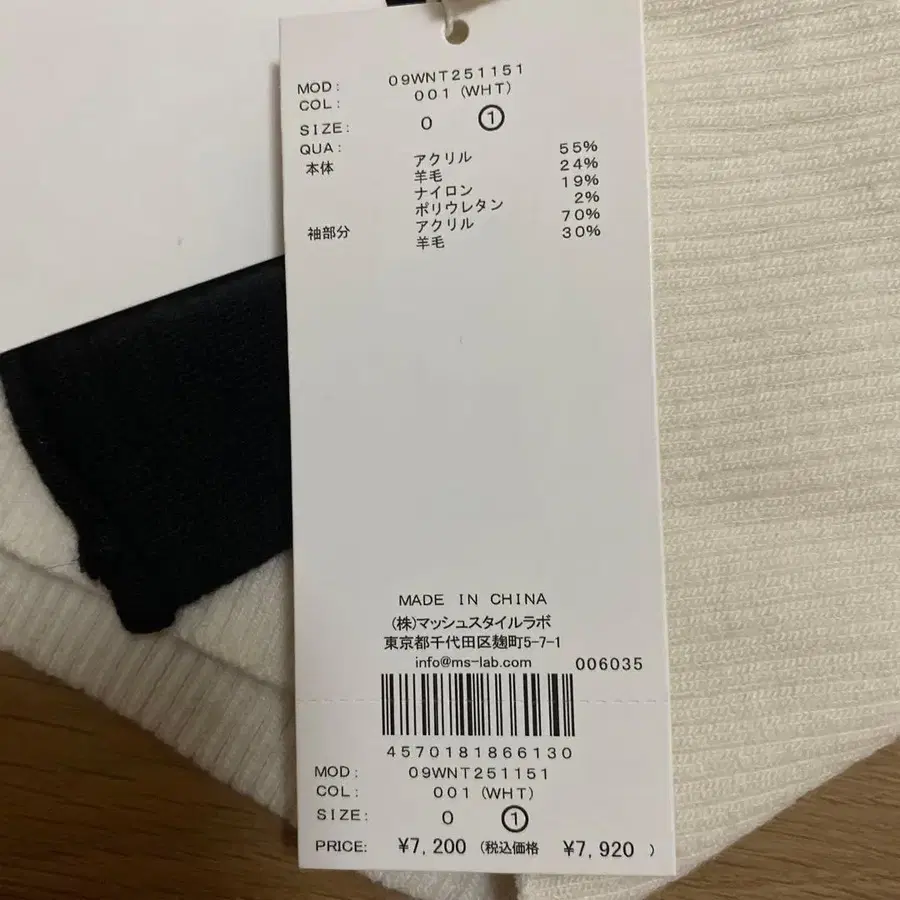 MOD: 09WNT251151
COL: 001 (WHT)
SIZE: 0 ①
QUA:
本体 アクリル 55%
羊毛 24%
ナイロン 19%
ポリウレタン 2%
袖部分 アクリル 70%
羊毛 30%
MADE IN CHINA
(株)マッシュスタイルラボ
東京都千代田区麹町5-7-1
info@ms-lab.com 006035
4570181866130
MOD: 09WNT251151
COL: 001 (WHT)
SIZE: 0 ①
PRICE: ¥7,200 (税込価格 ¥7,920 )